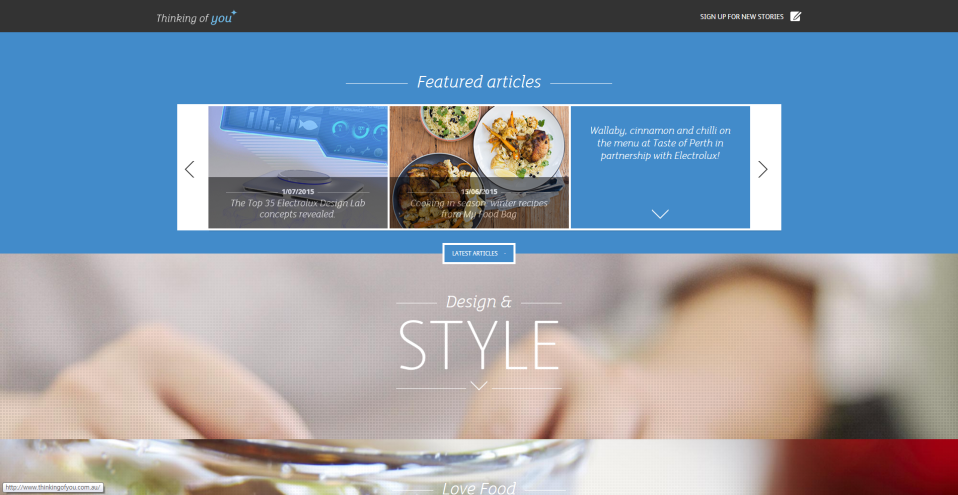 Thinking of you+
SIGN UP FOR NEW STORIES
Featured articles
1/07/2015
The Top 35 Electrolux Design Lab
concepts revealed.
15/06/2015
Cooking in season: winter recipes
from My Food Bag
Wallaby, cinnamon and chilli on
the menu at Taste of Perth in
partnership with Electrolux!
LATEST ARTICLES
Design &
STYLE
Love Food
http://www.thinkingofyou.com.au/